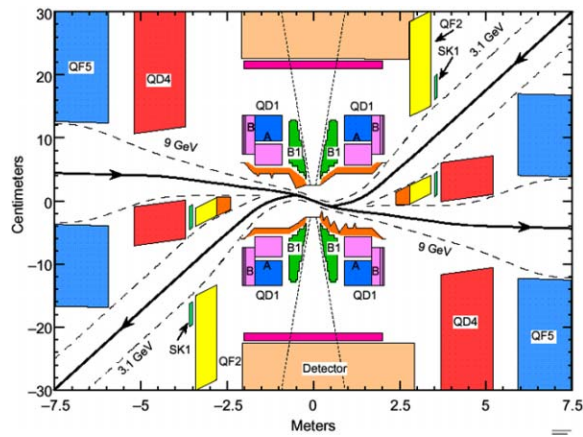 30
20
10
0
−10
−20
−30
Centimeters
−7.5
−5
−2.5
0
2.5
5
7.5
Meters
QF5
QD4
QF2
SK1
3.1 GeV
QD1
QD1
B
A
B1
B1
A
B
9 GeV
9 GeV
B
A
B1
B1
A
B
QD1
QD1
SK1
QF2
3.1 GeV
Detector
QD4
QF5